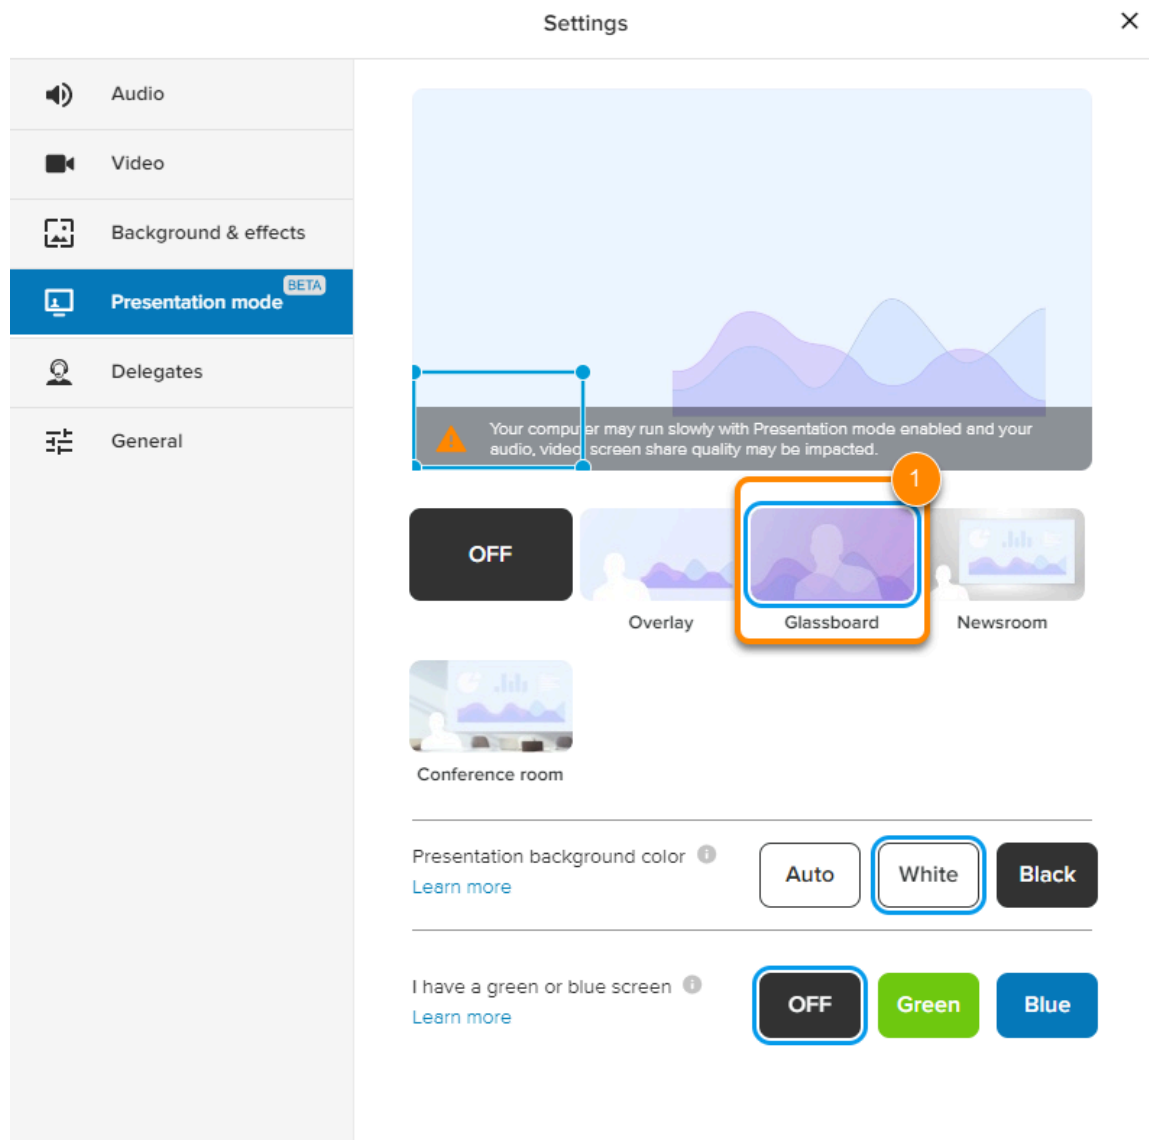 Settings
Audio
Video
Background & effects
Presentation mode
BETA
Delegates
General
Your computer may run slowly with Presentation mode enabled and your
audio, video, screen share quality may be impacted.
1
OFF
Overlay
Glassboard
Newsroom
Conference room
Presentation background color
Learn more
Auto
White
Black
I have a green or blue screen
Learn more
OFF
Green
Blue